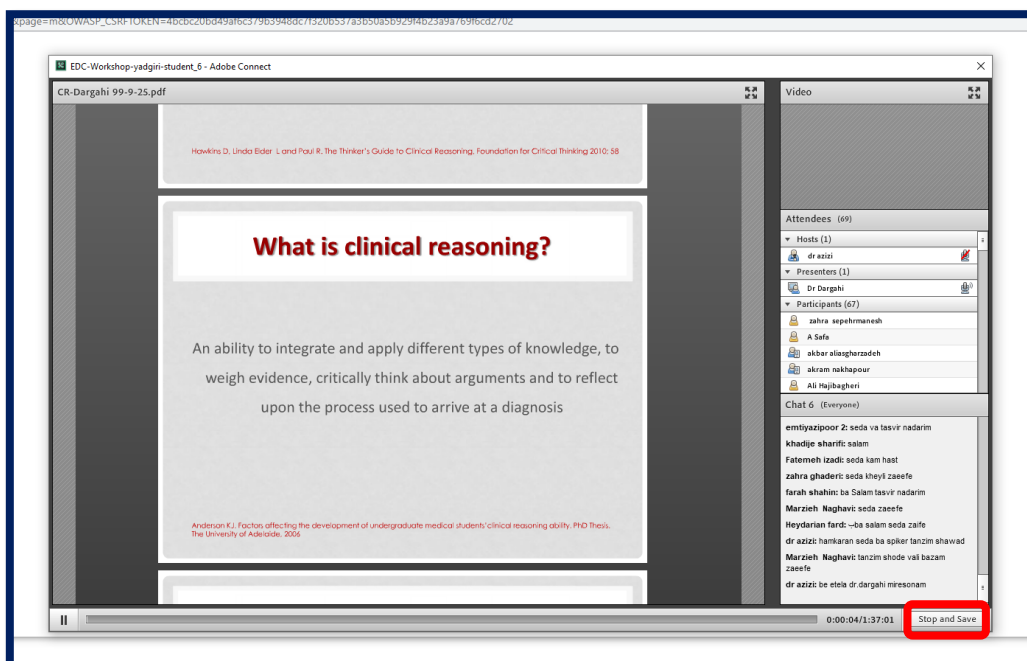 &page=m&OWASP_CSRFTOKEN=4bcbc20bd49af6c379b3948dc7f320b537a3b50a5b929f4b23a9a769f6cd2702
EDC-Workshop-yadgiri-student_6 - Adobe Connect
CR-Dargahi 99-9-25.pdf
Hawkins D, Linda Elder L and Paul R, The Thinker's Guide to Clinical Reasoning, Foundation for Critical Thinking 2010; 58
What is clinical reasoning?
An ability to integrate and apply different types of knowledge, to
weigh evidence, critically think about arguments and to reflect
upon the process used to arrive at a diagnosis
Anderson KJ. Factors affecting the development of undergraduate medical students' clinical reasoning ability. PhD Thesis.
The University of Adelaide, 2006
Video
Attendees (69)
Hosts (1)
dr azizi
Presenters (1)
Dr Dargahi
Participants (67)
zahra sepehrmanesh
A Safa
akbar aliasgharzadeh
akram nakhapour
Ali Hajibagheri
Chat 6 (Everyone)
emtiyazipoor 2: seda va tasvir nadarim
khadije sharifi: salam
Fatemeh izadi: seda kam hast
zahra ghaderi: seda kheyli zaeefe
farah shahin: ba Salam tasvir nadarim
Marzieh Naghavi: seda zaeefe
Heydarian fard: ba salam seda zaife
dr azizi: hamkaran seda ba spiker tanzim shawad
Marzieh Naghavi: tanzim shode vali bazam
zaeefe
dr azizi: be etela dr.dargahi miresonam
0:00:04/1:37:01
Stop and Save